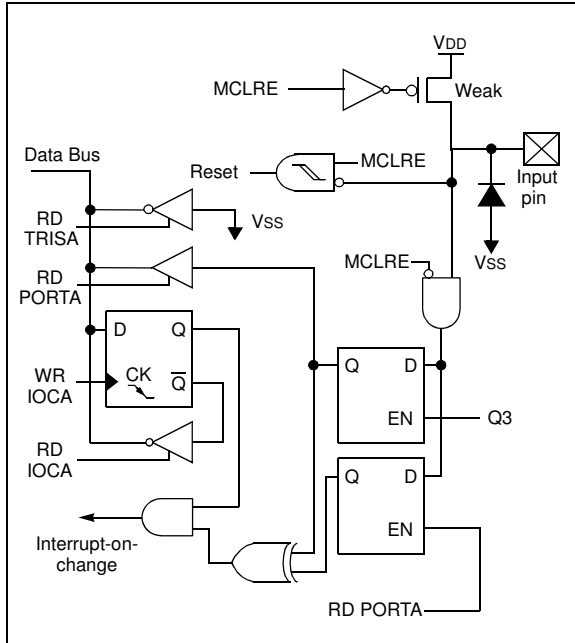 VDD
MCLRE
Weak
Data Bus
MCLRE
Reset
Input
pin
RD
TRISA
VSS
VSS
MCLRE
RD
PORTA
D
Q
Q
D
WR
IOCA
CK
Q
EN
Q3
RD
IOCA
Q
D
EN
Interrupt-on-
change
RD PORTA